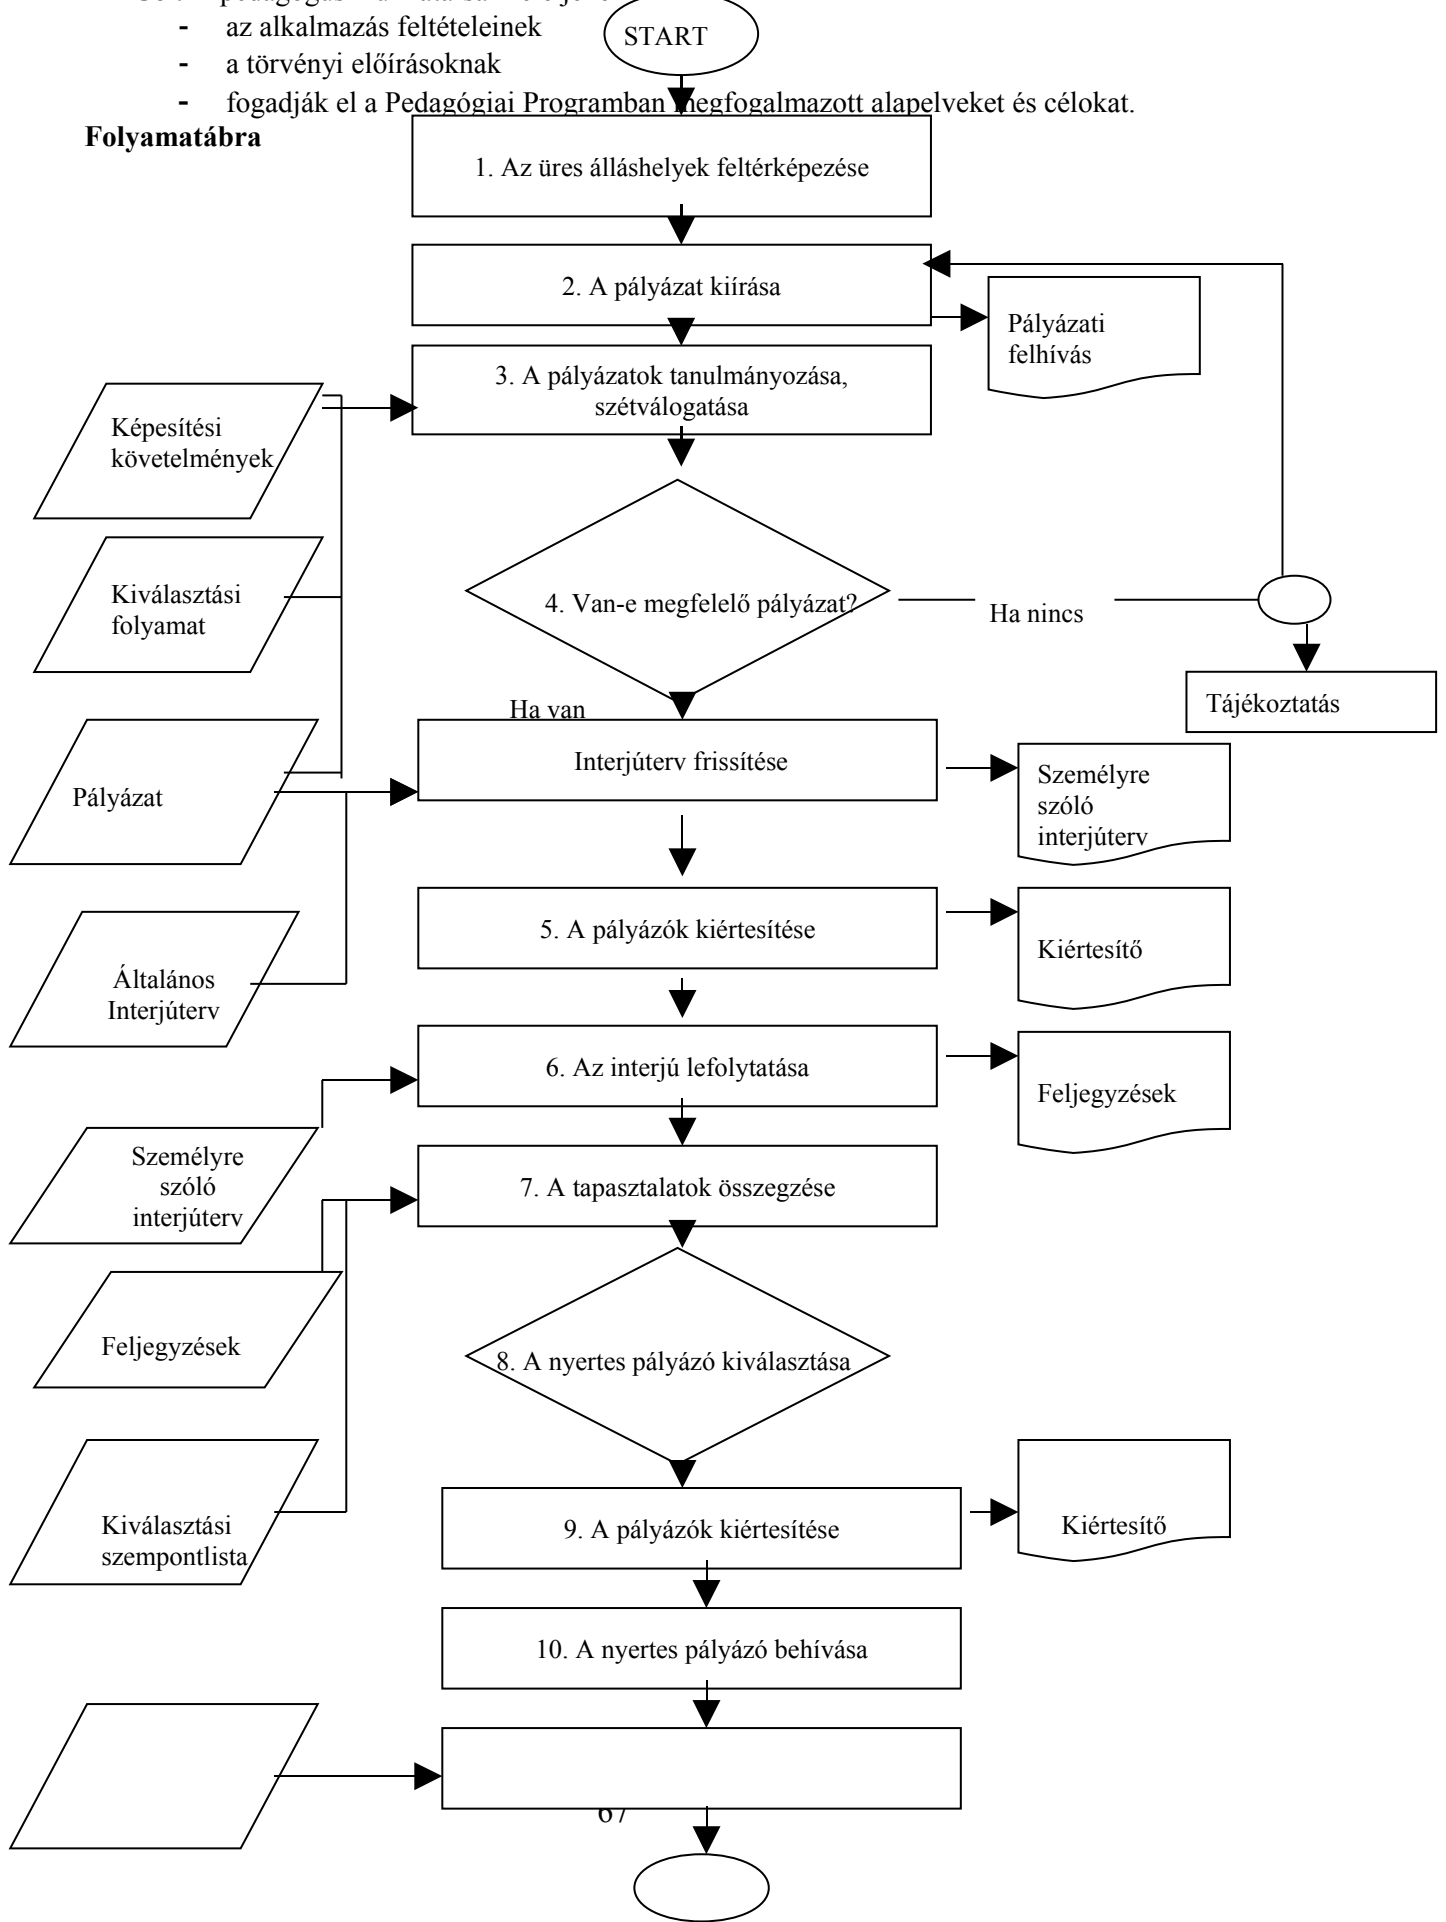 az alkalmazás feltételeinek
START
- a törvényi előírásoknak
- fogadják el a Pedagógiai Programban megfogalmazott alapelveket és célokat.
Folyamatábra
1. Az üres álláshelyek feltérképezése
2. A pályázat kiírása
Pályázati
felhívás
3. A pályázatok tanulmányozása,
szétválogatása
Képesítési
követelmények
Kiválasztási
folyamat
4. Van-e megfelelő pályázat?
Ha nincs
Tájékoztatás
Ha van
Interjúterv frissítése
Személyre
szóló
interjúterv
Pályázat
5. A pályázók kiértesítése
Kiértesítő
Általános
Interjúterv
6. Az interjú lefolytatása
Feljegyzések
Személyre
szóló
interjúterv
7. A tapasztalatok összegzése
Feljegyzések
8. A nyertes pályázó kiválasztása
Kiválasztási
szempontlista
9. A pályázók kiértesítése
Kiértesítő
10. A nyertes pályázó behívása
67